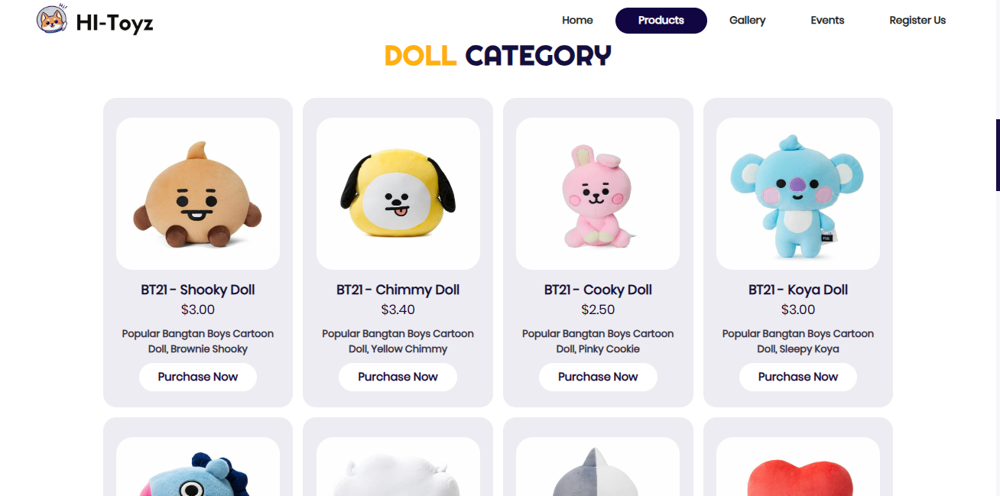 Hi!
HI-Toyz
Home
Products
Gallery
Events
Register Us
DOLL CATEGORY
BT21 - Shooky Doll
$3.00
Popular Bangtan Boys Cartoon
Doll, Brownie Shooky
Purchase Now
BT21 - Chimmy Doll
$3.40
Popular Bangtan Boys Cartoon
Doll, Yellow Chimmy
Purchase Now
BT21 - Cooky Doll
$2.50
Popular Bangtan Boys Cartoon
Doll, Pinky Cookie
Purchase Now
BT21 - Koya Doll
$3.00
Popular Bangtan Boys Cartoon
Doll, Sleepy Koya
Purchase Now